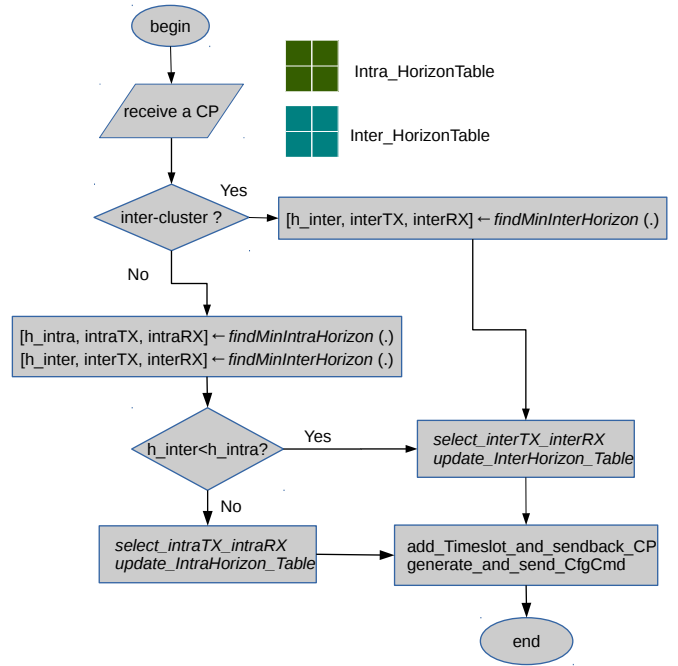 begin
Intra_HorizonTable
receive a CP
Inter_HorizonTable
Yes
inter-cluster ?
[h_inter, interTX, interRX] ← findMinInterHorizon (.)
No
[h_intra, intraTX, intraRX] ← findMinIntraHorizon (.)
[h_inter, interTX, interRX] ← findMinInterHorizon (.)
h_inter<h_intra?
Yes
select_interTX_interRX
update_InterHorizon_Table
No
select_intraTX_intraRX
update_IntraHorizon_Table
add_Timeslot_and_sendback_CP
generate_and_send_CfgCmd
end